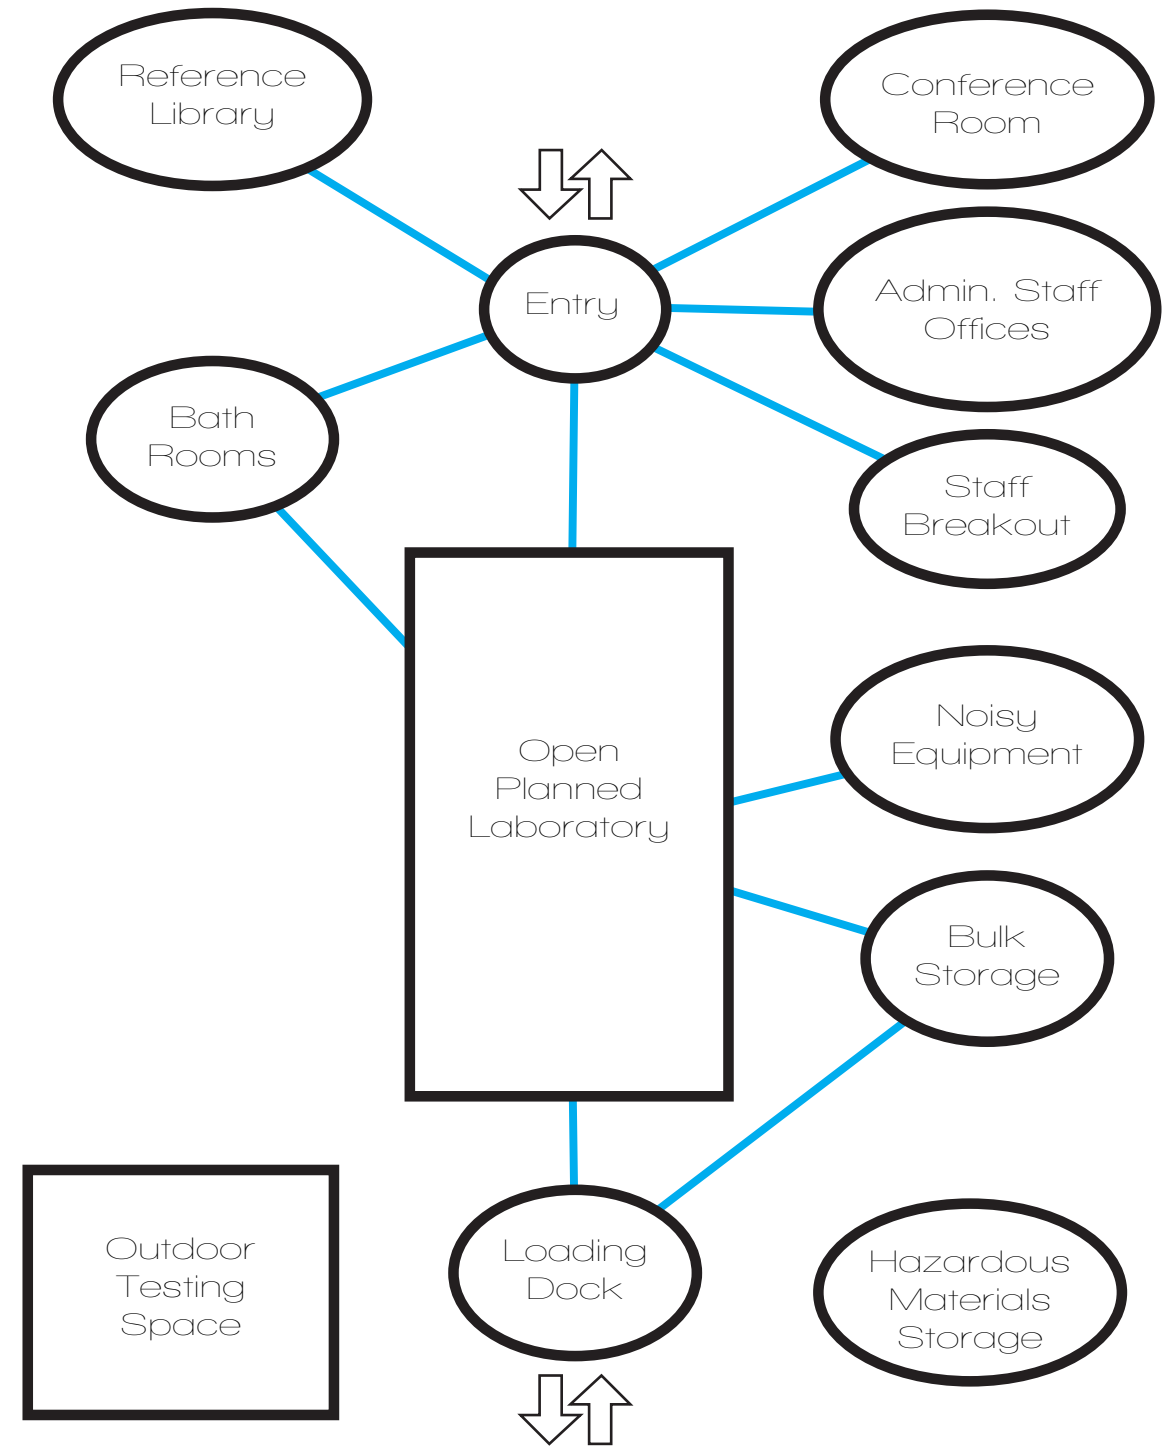 Reference
Library
Conference
Room
Entry
Admin. Staff
Offices
Bath
Rooms
Staff
Breakout
Noisy
Equipment
Open
Planned
Laboratory
Bulk
Storage
Outdoor
Testing
Space
Loading
Dock
Hazardous
Materials
Storage